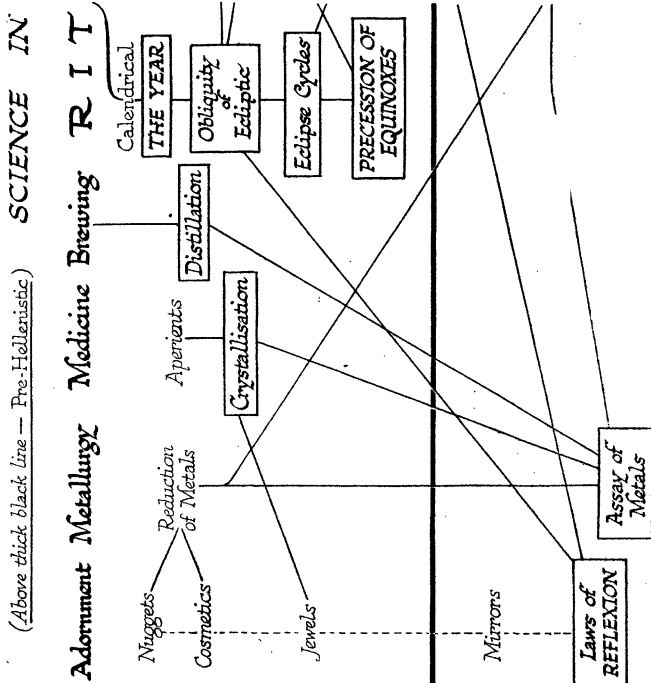 SCIENCE IN
(Above thick black line — Pre-Hellenistic)
Adornment Metallurgy Medicine Brewing R I T
Calendrical
THE YEAR
Nuggets
Reduction
of Metals
Aperients
Distillation
Obliquity
of
Ecliptic
Cosmetics
Crystallisation
Eclipse Cycles
Jewels
PRECESSION OF
EQUINOXES
Mirrors
Laws of
REFLEXION
Assay of
Metals